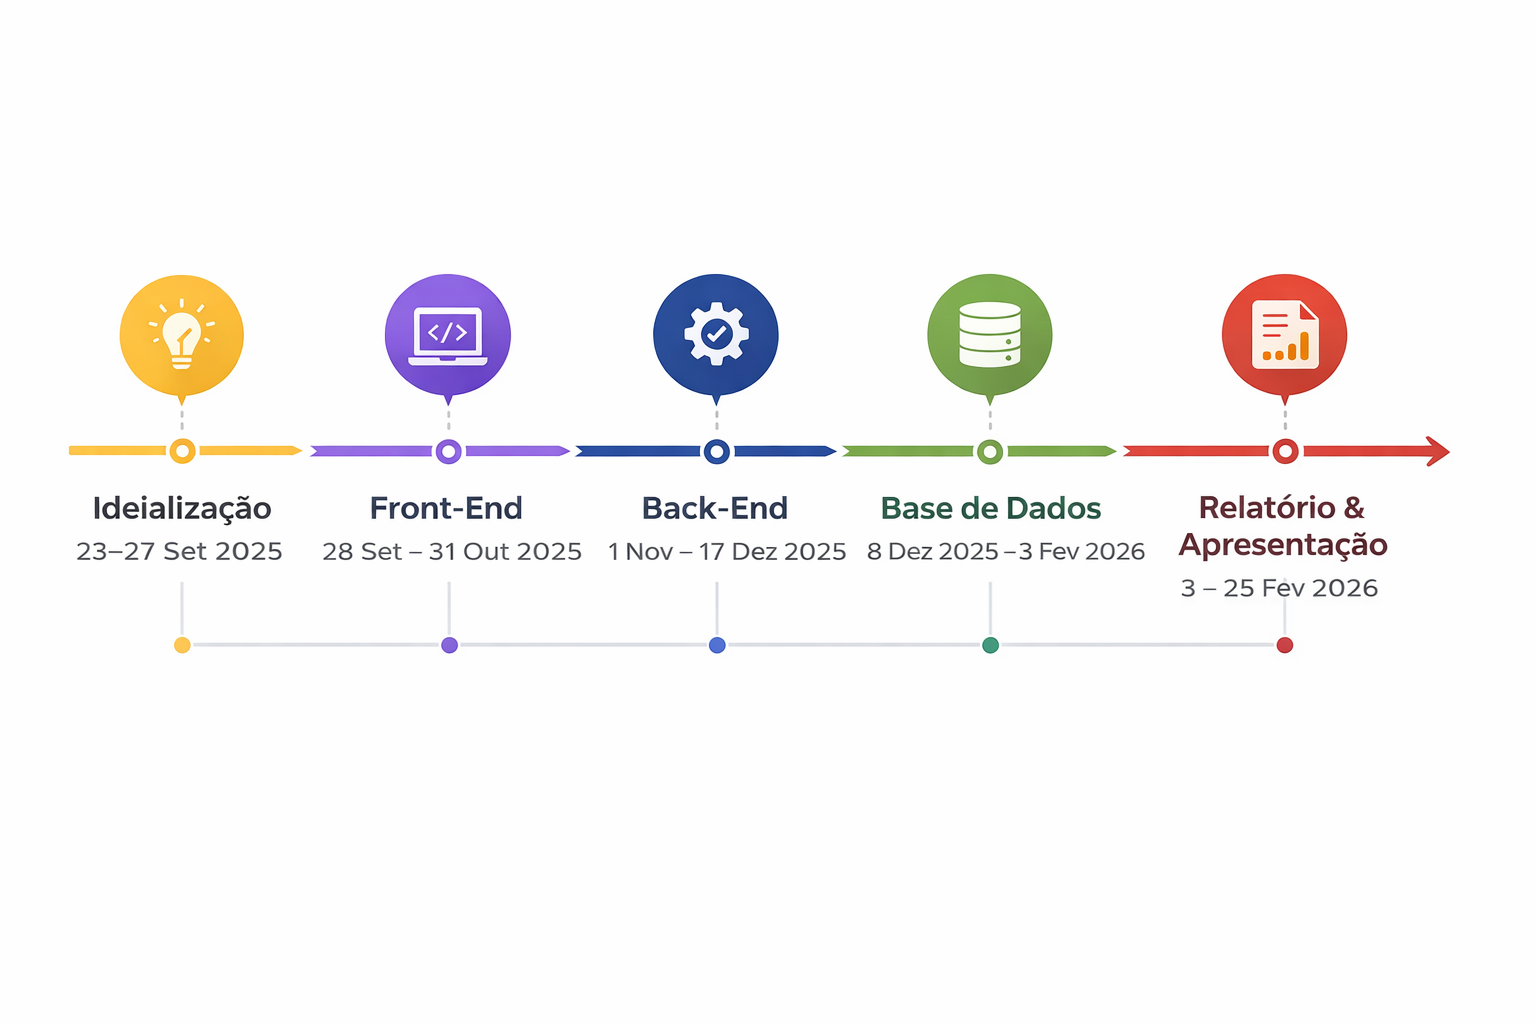 </>
Ideialização
23–27 Set 2025
Front-End
28 Set – 31 Out 2025
Back-End
1 Nov – 17 Dez 2025
Base de Dados
8 Dez 2025 – 3 Fev 2026
Relatório &
Apresentação
3 – 25 Fev 2026